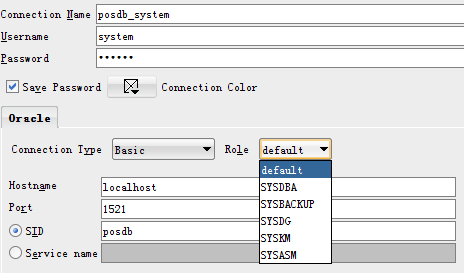 Connection Name posdb_system
Username system
Password ••••••
Save Password Connection Color
Oracle
Connection Type Basic Role default
default
SYSDBA
SYSBACKUP
SYSDG
SYSKM
SYSASM
Hostname localhost
Port 1521
SID posdb
Service name